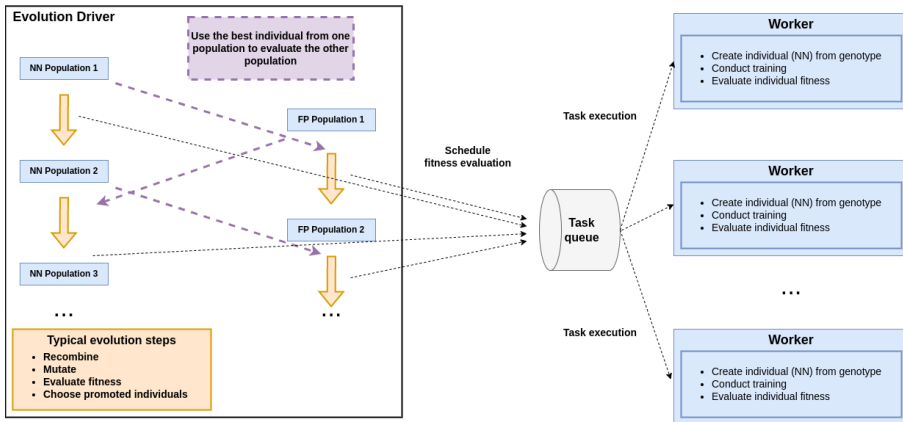 Evolution Driver
Use the best individual from one
population to evaluate the other
population
NN Population 1
FP Population 1
NN Population 2
FP Population 2
NN Population 3
...
...
Typical evolution steps
• Recombine
• Mutate
• Evaluate fitness
• Choose promoted individuals
Schedule
fitness evaluation
Task
queue
Task execution
Task execution
Worker
• Create individual (NN) from genotype
• Conduct training
• Evaluate individual fitness
Worker
• Create individual (NN) from genotype
• Conduct training
• Evaluate individual fitness
...
Worker
• Create individual (NN) from genotype
• Conduct training
• Evaluate individual fitness